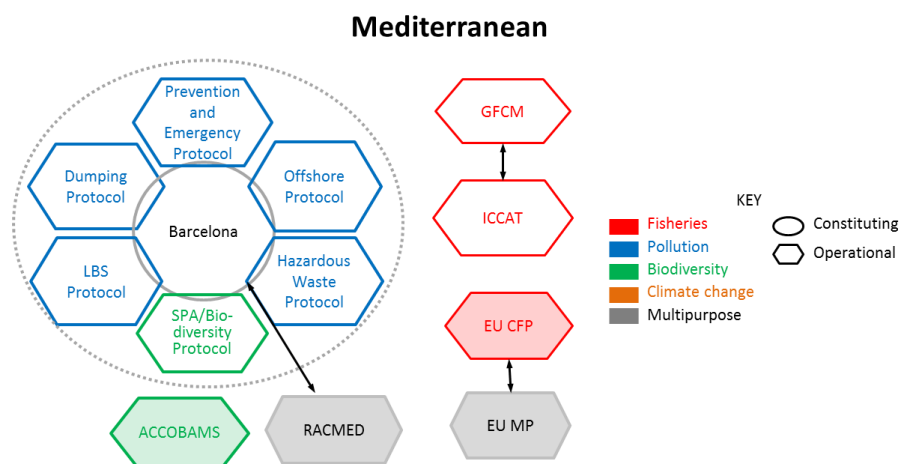 Mediterranean
Prevention
and
Emergency
Protocol
Dumping
Protocol
Offshore
Protocol
Barcelona
LBS
Protocol
Hazardous
Waste
Protocol
SPA/Bio-
diversity
Protocol
ACCOBAMS
RACMED
GFCM
ICCAT
EU CFP
EU MP
KEY
Fisheries
Pollution
Biodiversity
Climate change
Multipurpose
Constituting
Operational